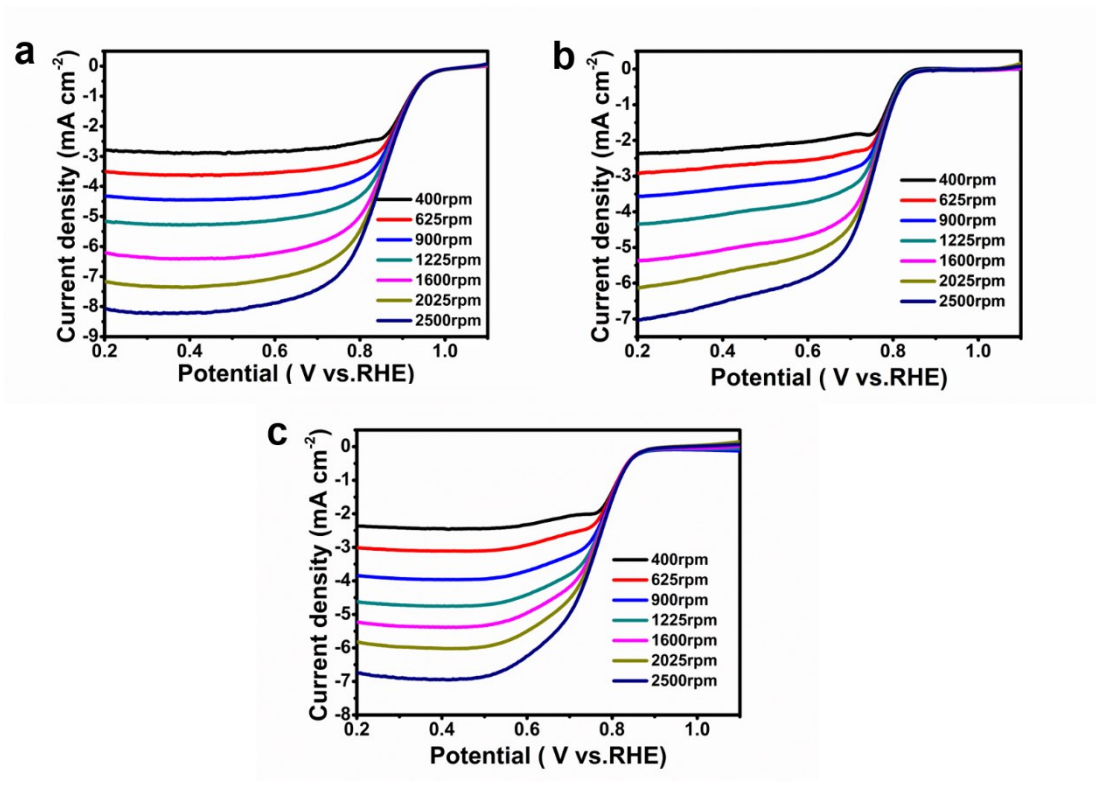 a
Current density (mA cm-2)
0
-1
-2
-3
-4
-5
-6
-7
-8
-9
400rpm
625rpm
900rpm
1225rpm
1600rpm
2025rpm
2500rpm
0.2 0.4 0.6 0.8 1.0
Potential ( V vs.RHE)
b
Current density (mA cm-2)
0
-1
-2
-3
-4
-5
-6
-7
400rpm
625rpm
900rpm
1225rpm
1600rpm
2025rpm
2500rpm
0.2 0.4 0.6 0.8 1.0
Potential ( V vs.RHE)
c
Current density (mA cm-2)
0
-1
-2
-3
-4
-5
-6
-7
-8
400rpm
625rpm
900rpm
1225rpm
1600rpm
2025rpm
2500rpm
0.2 0.4 0.6 0.8 1.0
Potential ( V vs.RHE)